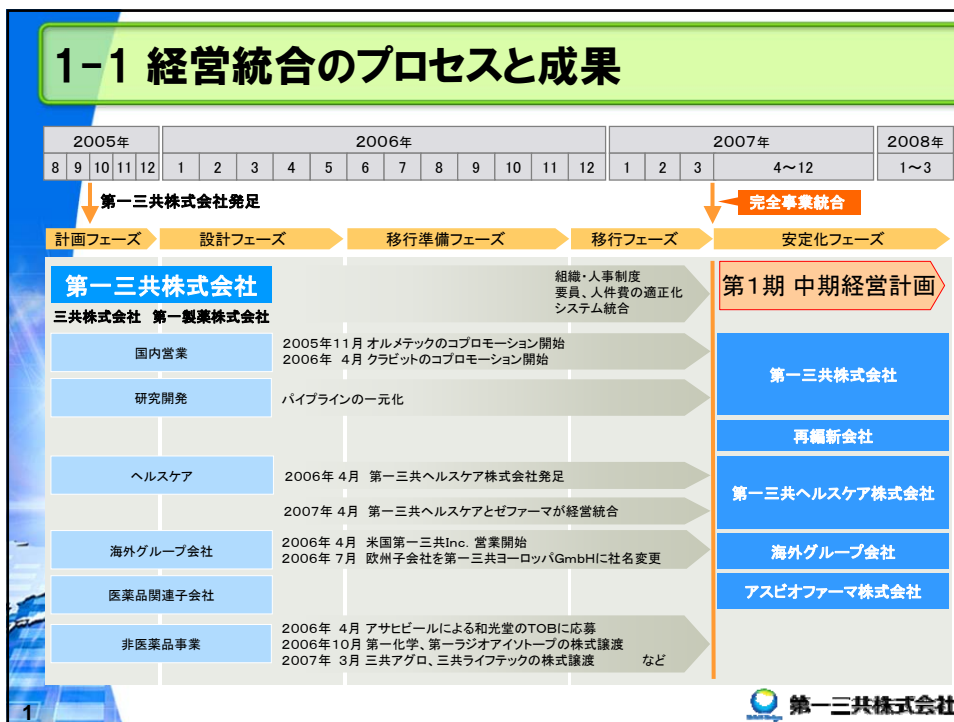 1-1 経営統合のプロセスと成果
2005年 2006年 2007年 2008年
8 9 10 11 12 1 2 3 4 5 6 7 8 9 10 11 12 1 2 3 4～12 1～3
第一三共株式会社発足
完全事業統合
計画フェーズ 設計フェーズ 移行準備フェーズ 移行フェーズ 安定化フェーズ
第一三共株式会社
三共株式会社 第一製薬株式会社
組織・人事制度
要員、人件費の適正化
システム統合
第1期 中期経営計画
国内営業
2005年11月 オルメテックのコプロモーション開始
2006年 4月 クラビットのコプロモーション開始
第一三共株式会社
研究開発
パイプラインの一元化
再編新会社
ヘルスケア
2006年 4月 第一三共ヘルスケア株式会社発足
2007年 4月 第一三共ヘルスケアとゼファーマが経営統合
第一三共ヘルスケア株式会社
海外グループ会社
2006年 4月 米国第一三共Inc. 営業開始
2006年 7月 欧州子会社を第一三共ヨーロッパGmbHに社名変更
海外グループ会社
医薬品関連子会社
アスビオファーマ株式会社
非医薬品事業
2006年 4月 アサヒビールによる和光堂のTOBに応募
2006年10月 第一化学、第一ラジオアイソトープの株式譲渡
2007年 3月 三共アグロ、三共ライフテックの株式譲渡 など
1
第一三共株式会社